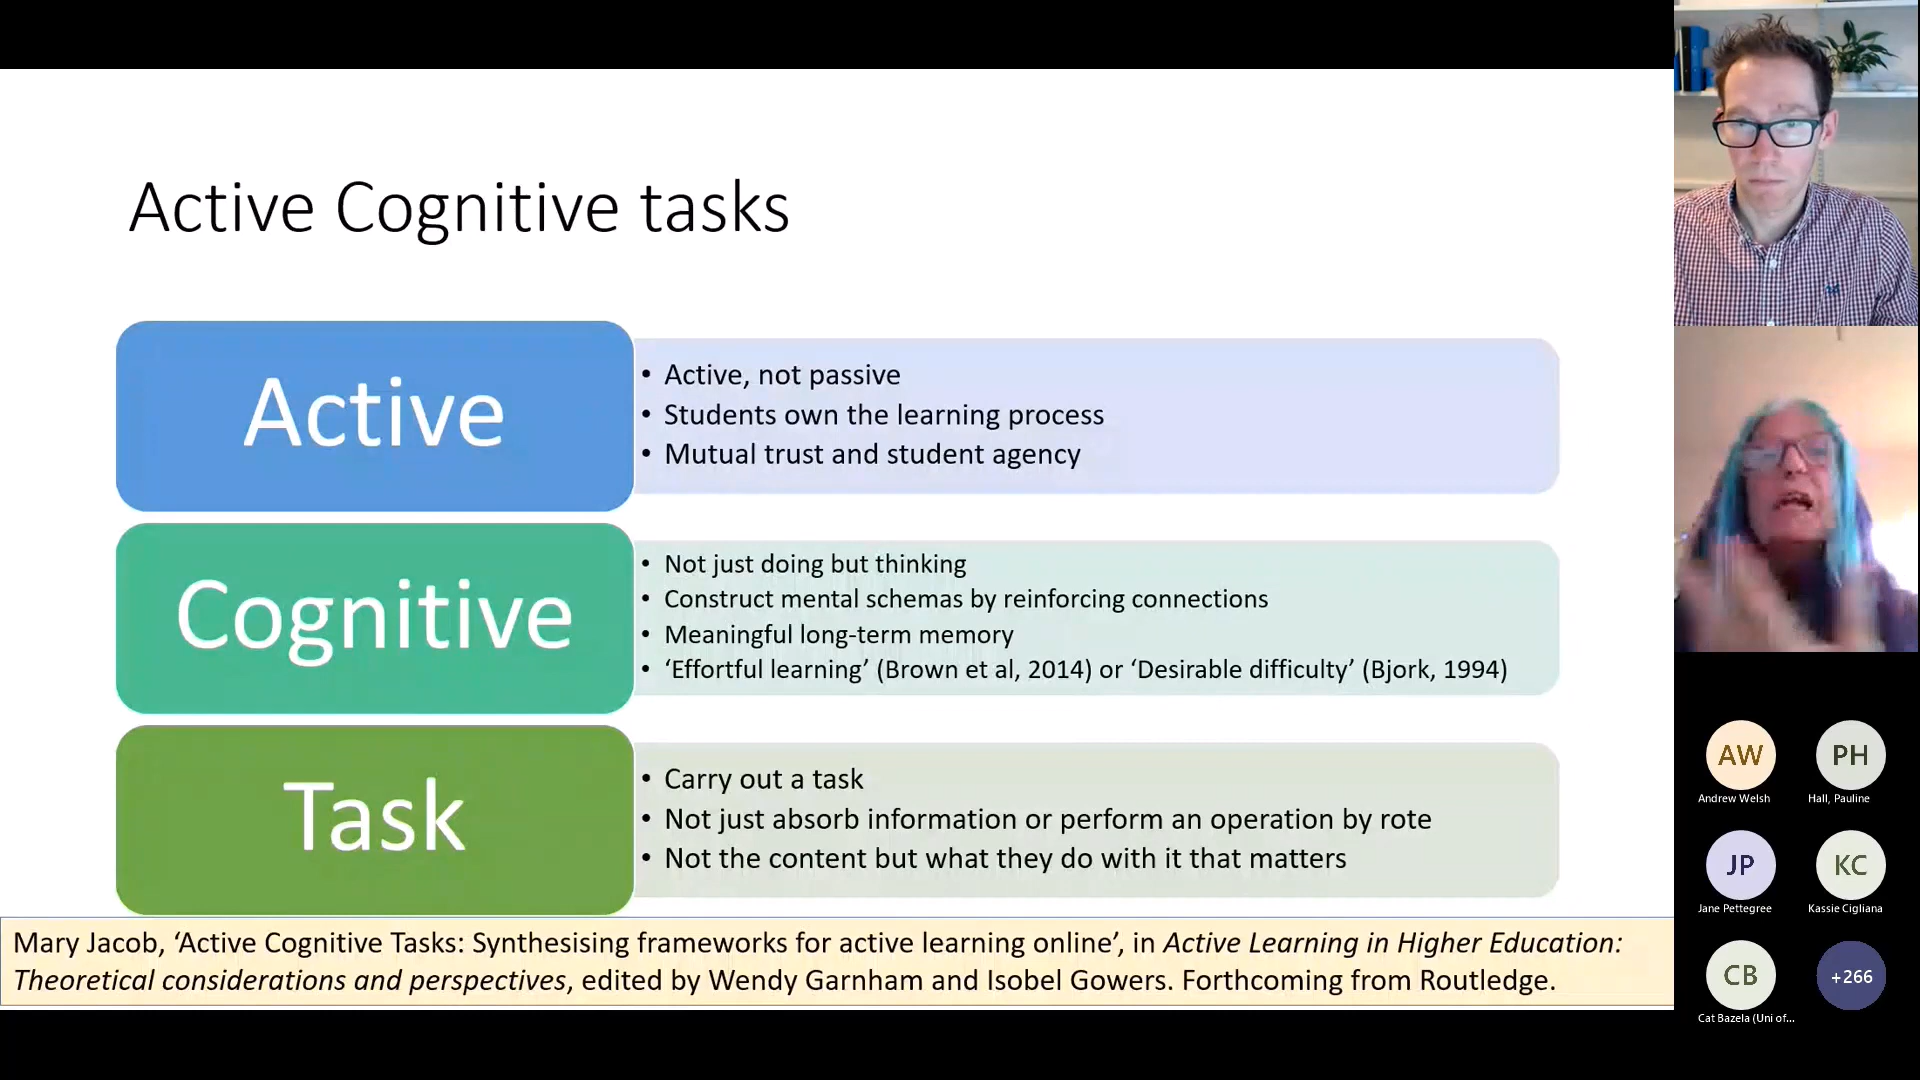 Active Cognitive tasks
Active
• Active, not passive
• Students own the learning process
• Mutual trust and student agency
Cognitive
• Not just doing but thinking
• Construct mental schemas by reinforcing connections
• Meaningful long-term memory
• ‘Effortful learning’ (Brown et al, 2014) or ‘Desirable difficulty’ (Bjork, 1994)
Task
• Carry out a task
• Not just absorb information or perform an operation by rote
• Not the content but what they do with it that matters
Mary Jacob, ‘Active Cognitive Tasks: Synthesising frameworks for active learning online’, in Active Learning in Higher Education:
Theoretical considerations and perspectives, edited by Wendy Garnham and Isobel Gowers. Forthcoming from Routledge.
AW
Andrew Welsh
PH
Hall, Pauline
JP
Jane Pettegree
KC
Kassie Cigliana
CB
Cat Bazela (Uni of...
+266